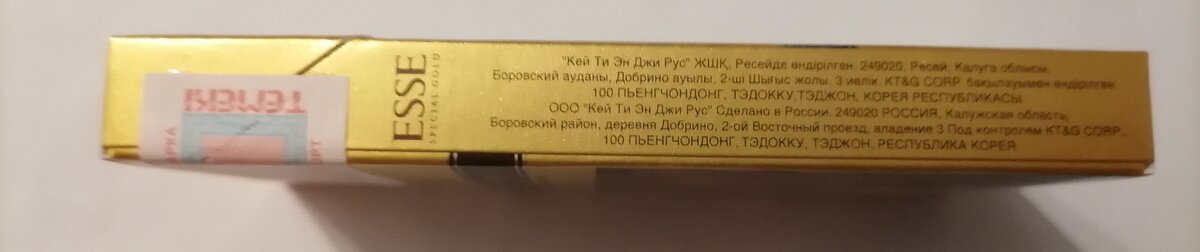 ESSE
SPECIAL GOLD
"Кей Ти Эн Джи Рус" ЖШҚ, Ресейде өндірілген. 249020, Ресей, Калуга облысы,
Боровский ауданы, Добрино ауылы, 2-ші Шығыс жолы, 3 иелік. KT&G CORP. бақылауымен өндірілген.
100 ПЬЕНГЧОНДОНГ, ТЭДОККУ, ТЭДЖОН, КОРЕЯ РЕСПУБЛИКАСЫ
ООО "Кей Ти Эн Джи Рус" Сделано в России. 249020 РОССИЯ, Калужская область,
Боровский район, деревня Добрино, 2-ой Восточный проезд, владение 3 Под контролем KT&G CORP.,
100 ПЬЕНГЧОНДОНГ, ТЭДОККУ, ТЭДЖОН, РЕСПУБЛИКА КОРЕЯ
ТЕМЕКІ
АРКА
ОРТ